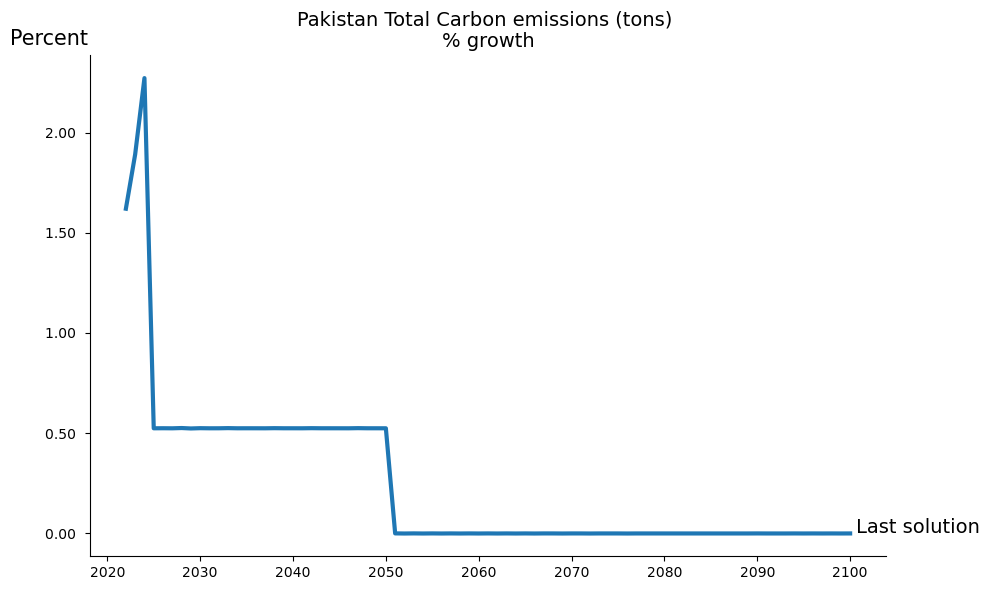 Pakistan Total Carbon emissions (tons)
% growth
Percent
2.00
1.50
1.00
0.50
0.00
Last solution
2020 2030 2040 2050 2060 2070 2080 2090 2100